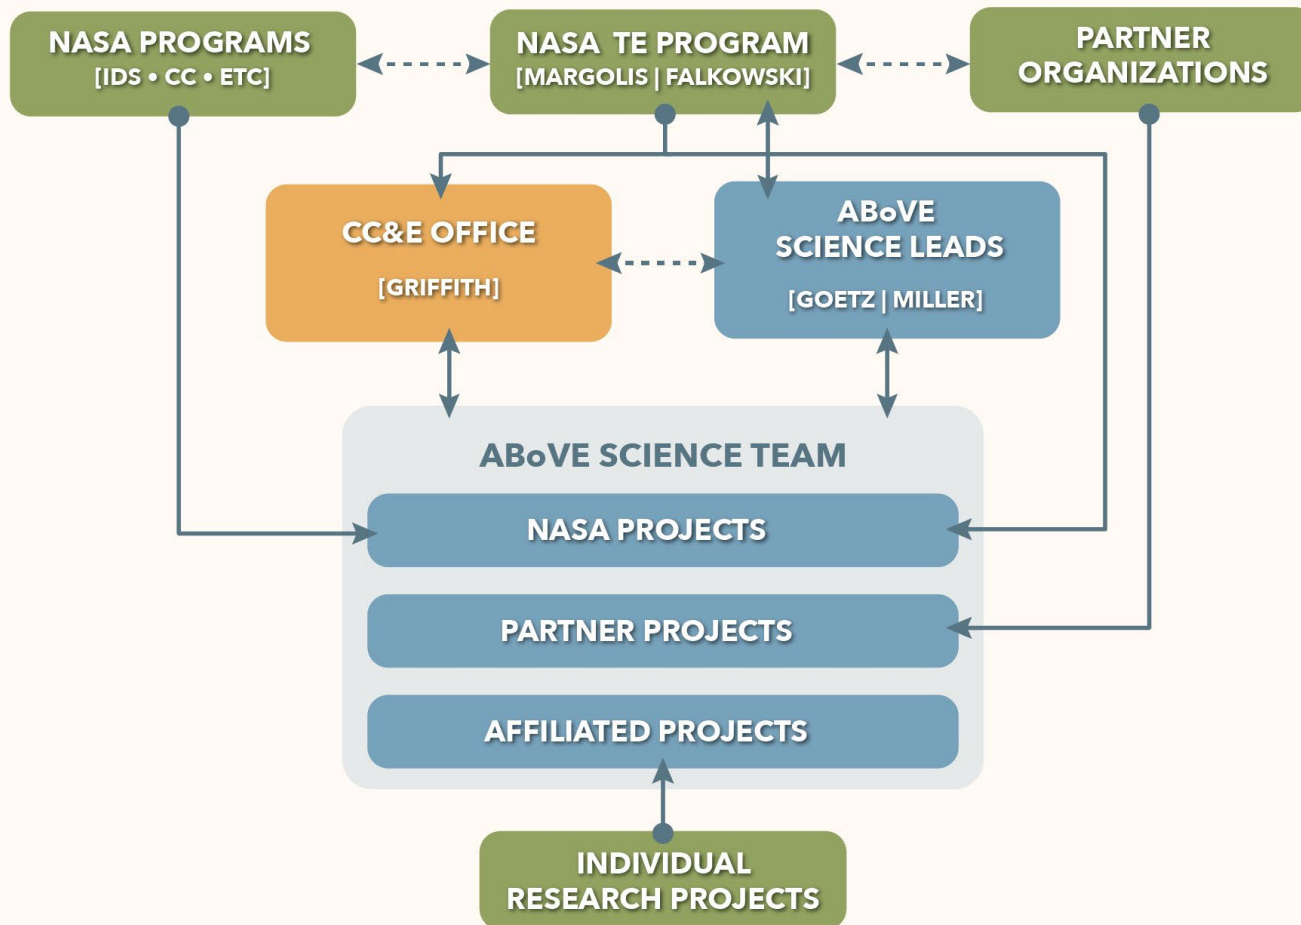 NASA PROGRAMS
[IDS • CC • ETC]
NASA TE PROGRAM
[MARGOLIS | FALKOWSKI]
PARTNER
ORGANIZATIONS
CC&E OFFICE
[GRIFFITH]
ABoVE
SCIENCE LEADS
[GOETZ | MILLER]
ABoVE SCIENCE TEAM
NASA PROJECTS
PARTNER PROJECTS
AFFILIATED PROJECTS
INDIVIDUAL
RESEARCH PROJECTS